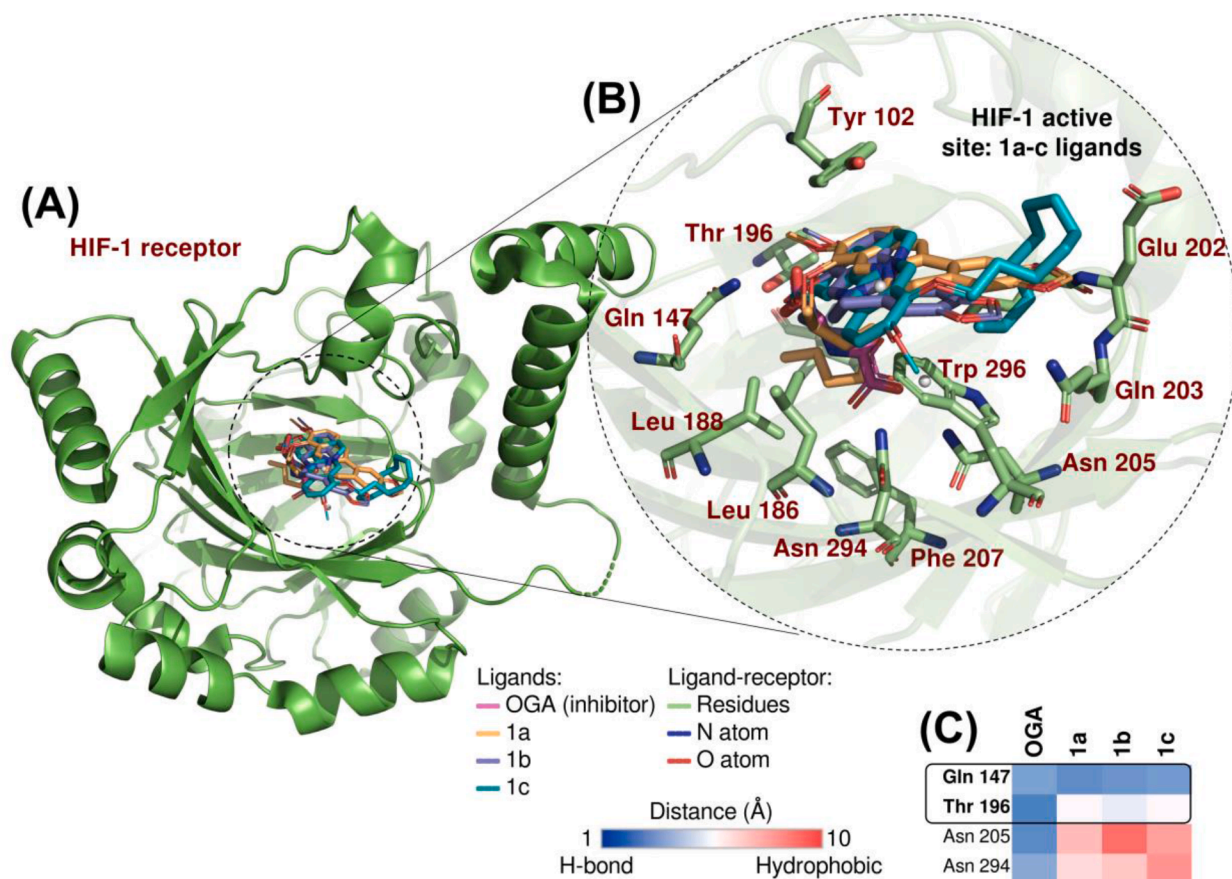 (A)
HIF-1 receptor
(B)
HIF-1 active
site: 1a-c ligands
Tyr 102
Thr 196
Glu 202
Gln 147
Trp 296
Gln 203
Leu 188
Asn 205
Leu 186
Asn 294
Phe 207
Ligands:
OGA (inhibitor)
1a
1b
1c
Ligand-receptor:
Residues
N atom
O atom
Distance (Å)
1 10
H-bond Hydrophobic
(C)
OGA 1a 1b 1c
Gln 147
Thr 196
Asn 205
Asn 294